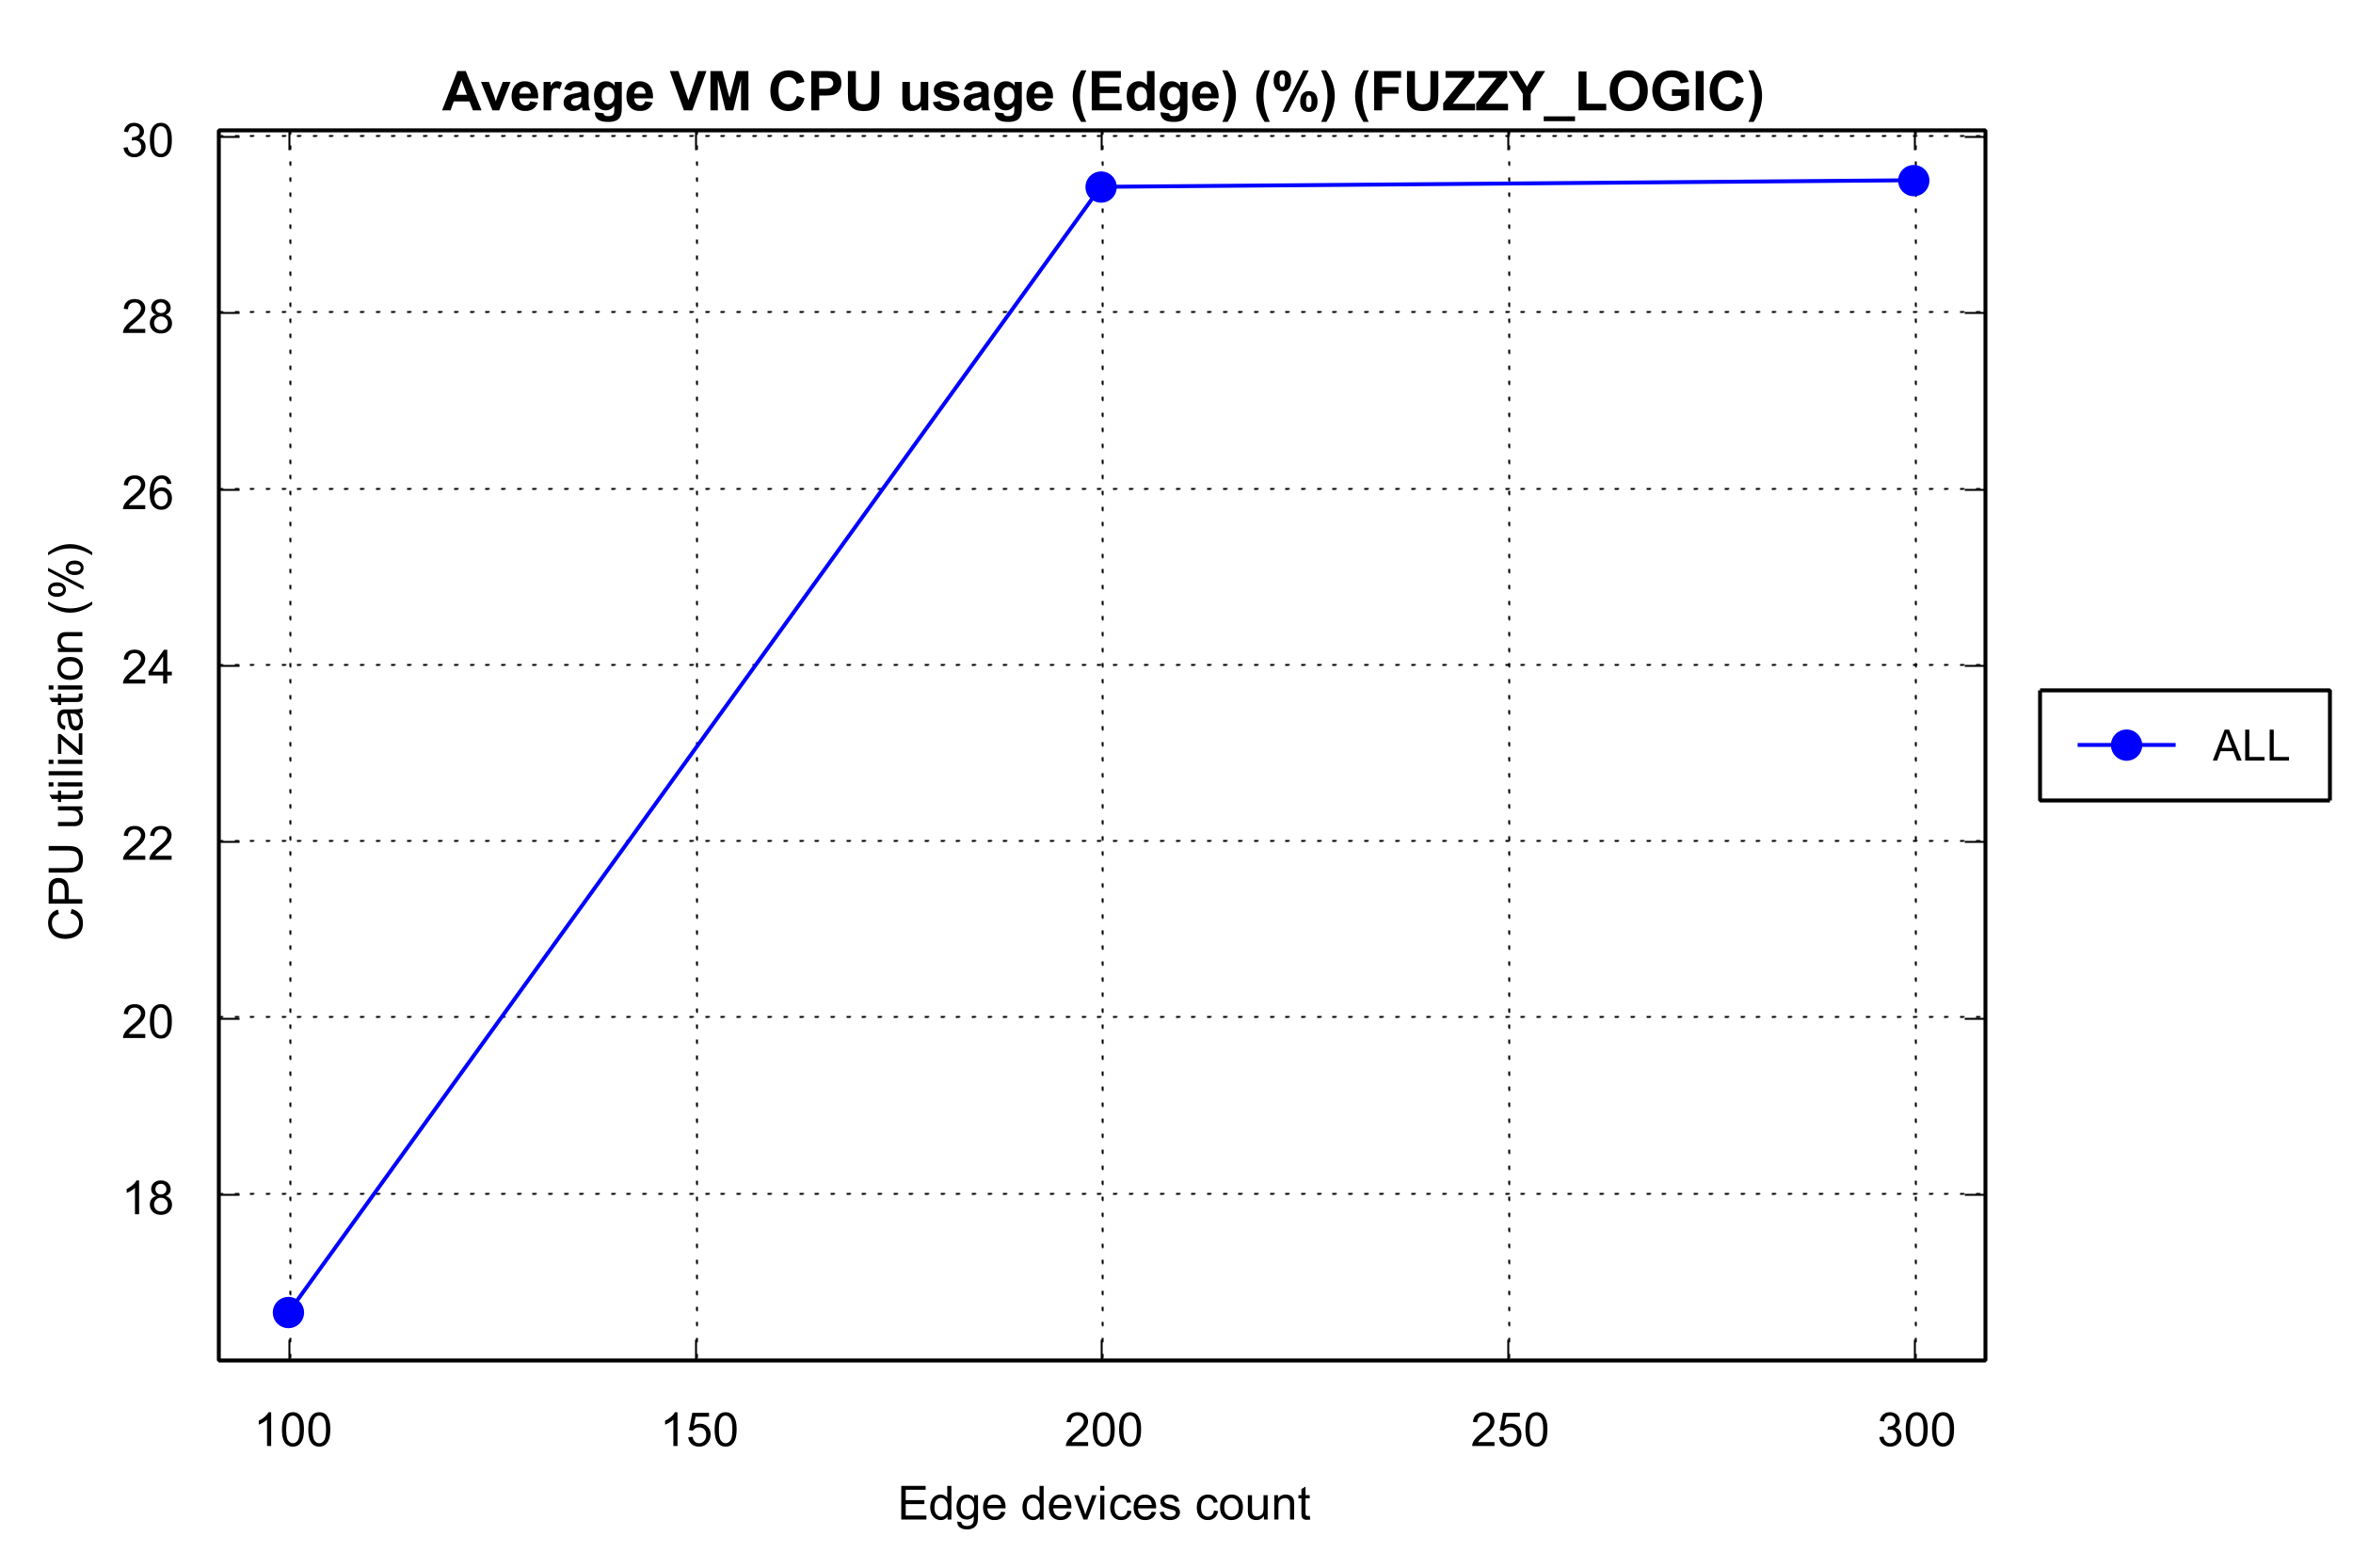 Average VM CPU usage (Edge)(%) (FUZZY_LOGIC)
30
28
26
24
22
20
18
CPU utilization (%)
ALL
100 150 200 250 300
Edge devices count